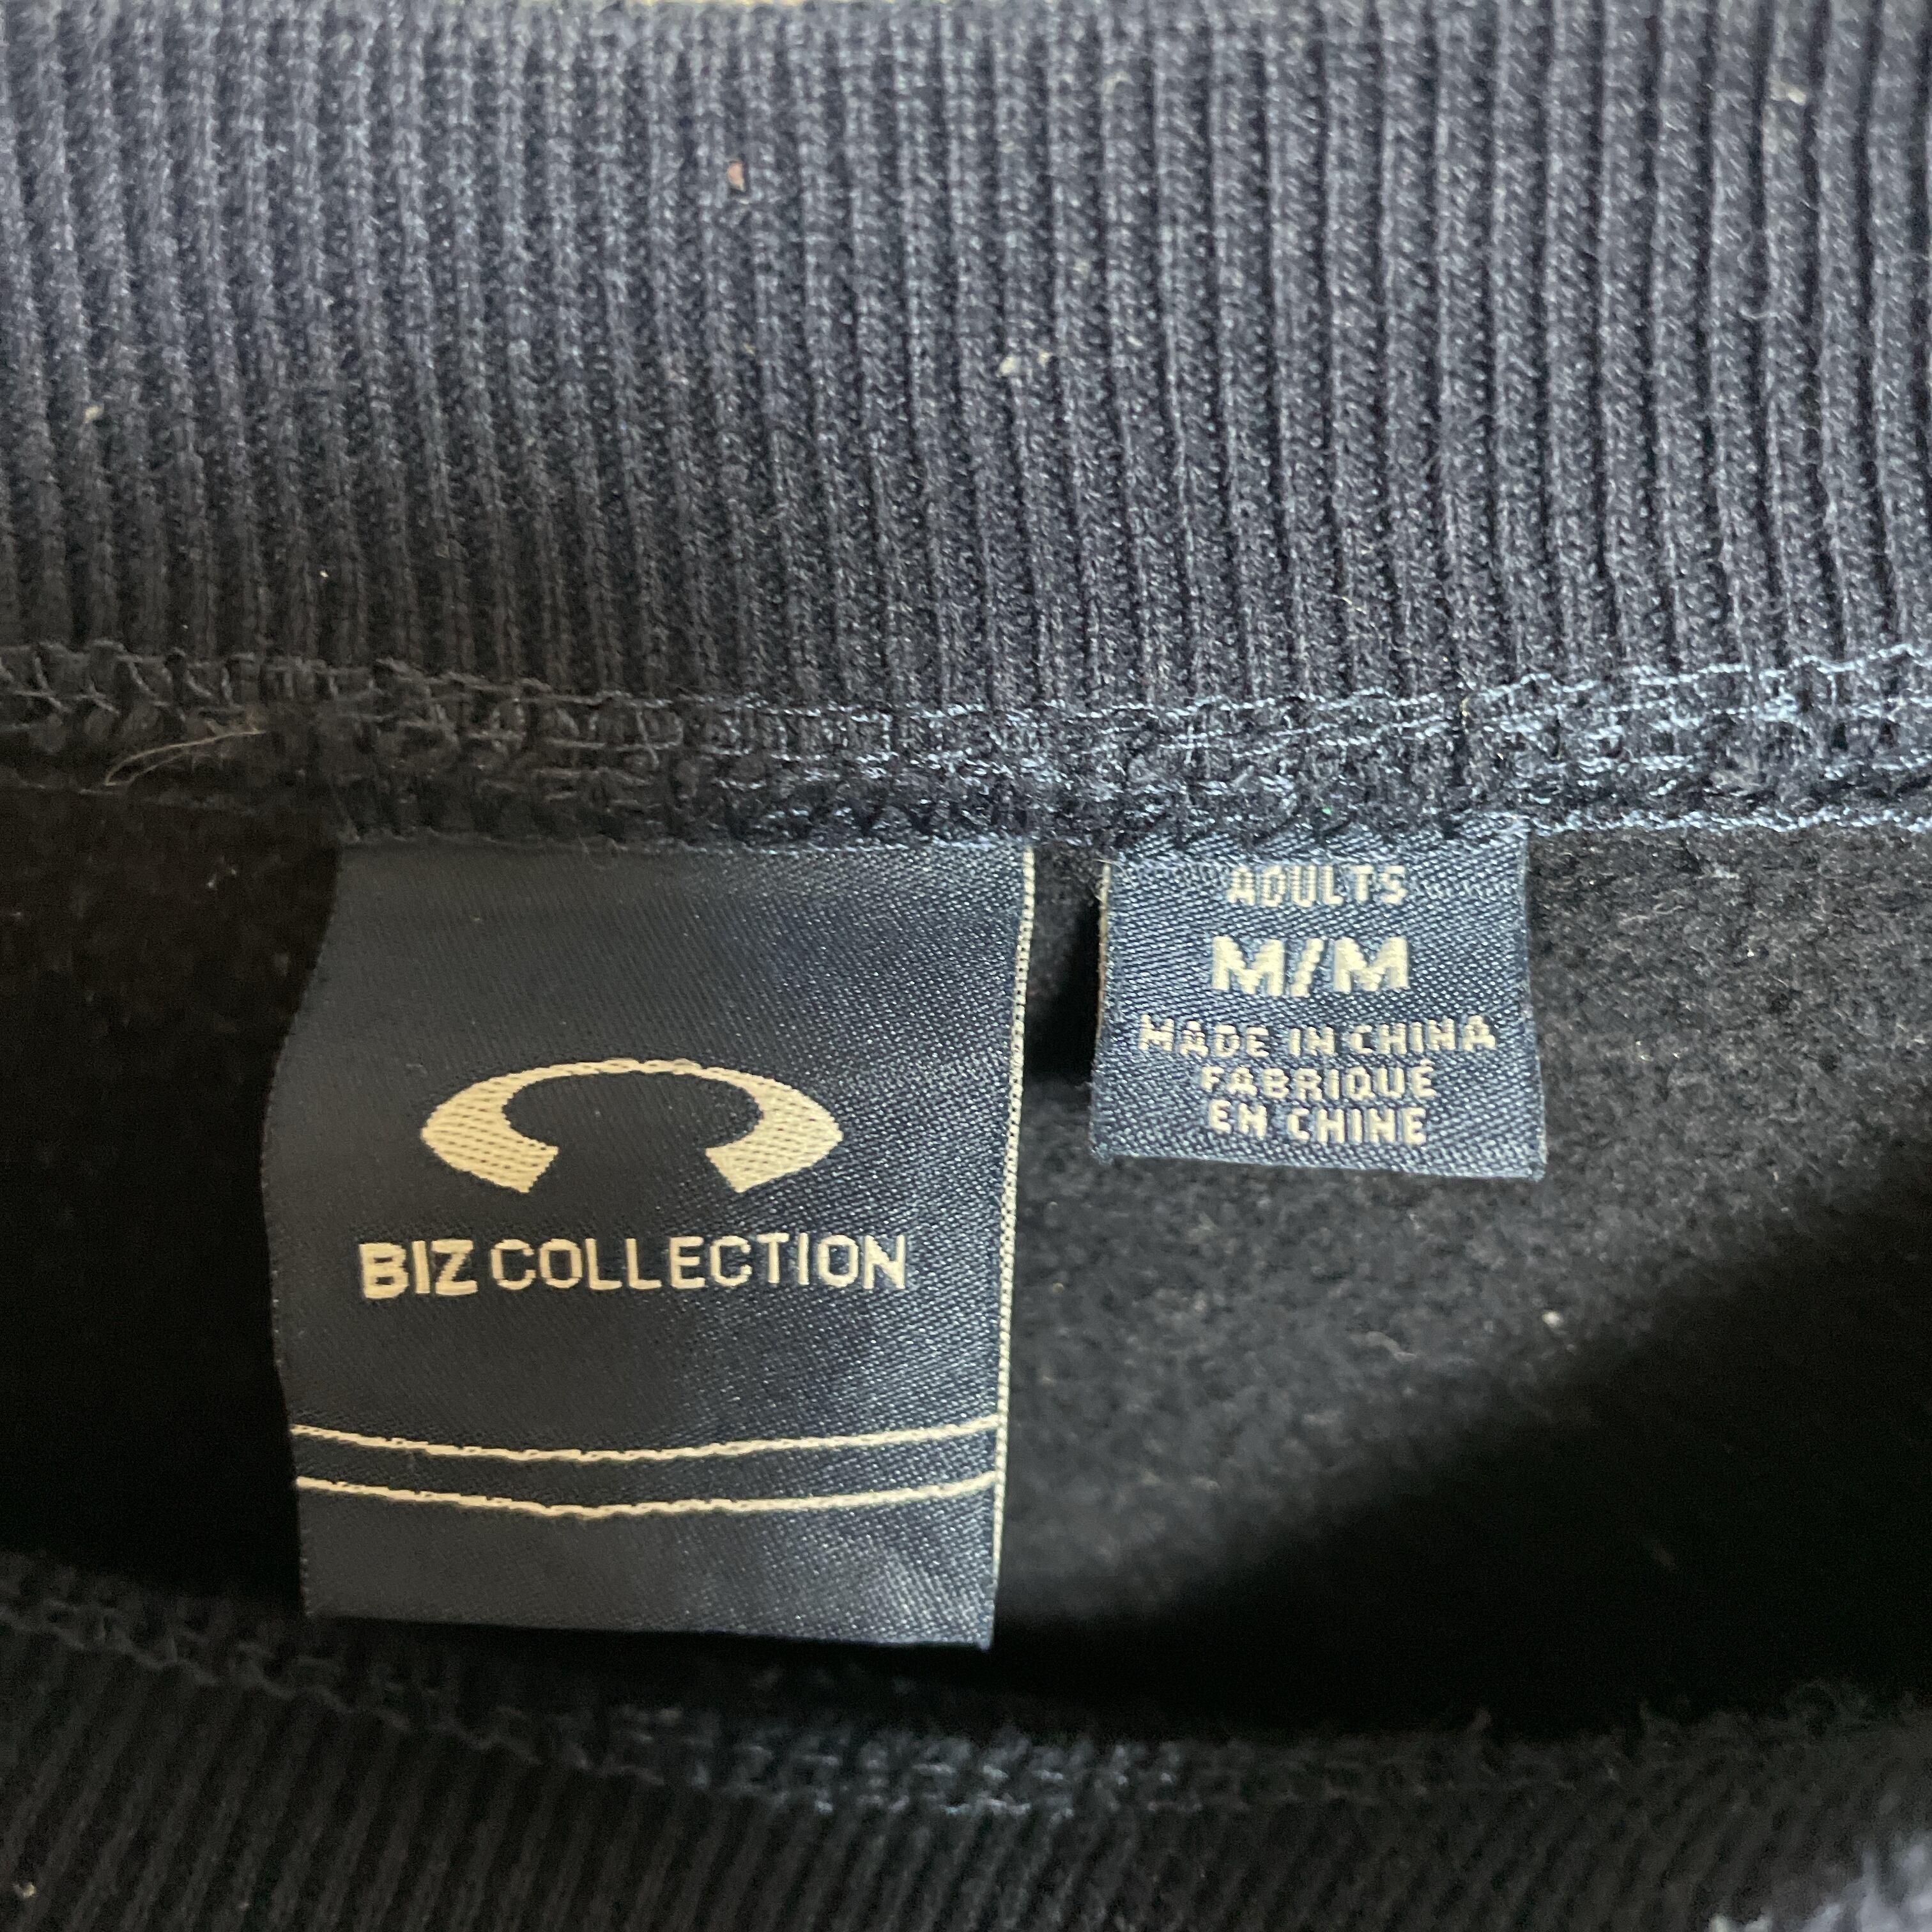 BIZ COLLECTION
ADULTS
M/M
MADE IN CHINA
FABRIQUÉ
EN CHINE